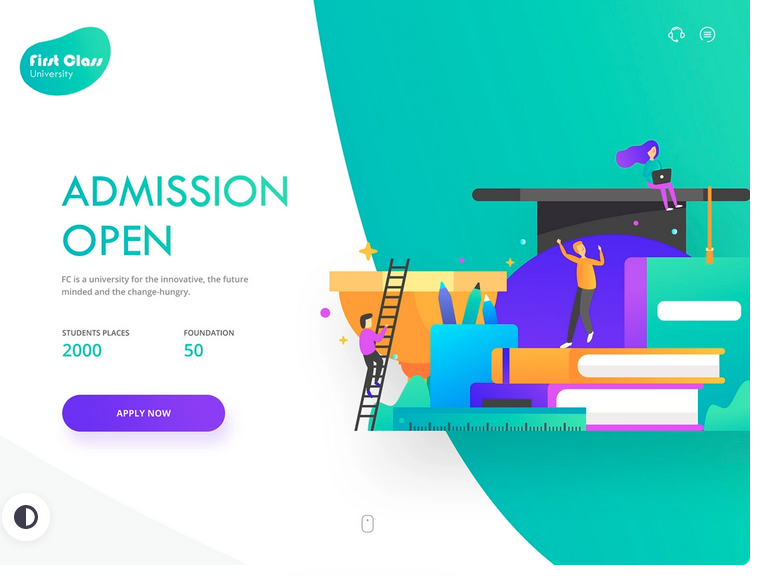 First Class
University
ADMISSION
OPEN
FC is a university for the innovative, the future
minded and the change-hungry.
STUDENTS PLACES
2000
FOUNDATION
50
APPLY NOW